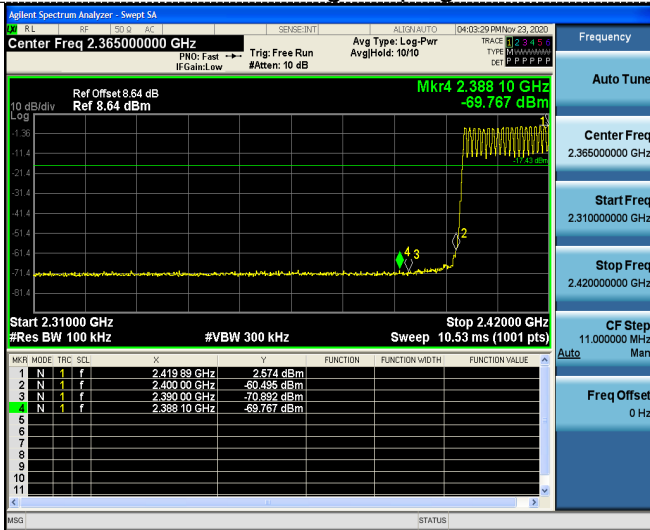 Agilent Spectrum Analyzer - Swept SA
RL RF 50 Ω AC SENSE:INT ALIGN AUTO 04:03:29 PM Nov 23, 2020
Center Freq 2.365000000 GHz
PNO: Fast
IFGain:Low
Trig: Free Run
#Atten: 10 dB
Avg Type: Log-Pwr
Avg|Hold: 10/10
TRACE 1 2 3 4 5 6
TYPE M
DET P P P P P P
Frequency
Auto Tune
Center Freq
2.365000000 GHz
Start Freq
2.310000000 GHz
Stop Freq
2.420000000 GHz
CF Step
11.000000 MHz
Auto Man
Freq Offset
0 Hz
Mkr4 2.388 10 GHz
-69.767 dBm
Ref Offset 8.64 dB
Ref 8.64 dBm
10 dB/div
Log
-1.36
-11.4
-21.4
-31.4
-41.4
-51.4
-61.4
-71.4
-81.4
1
-17.43 dBm
2
4 3
Start 2.31000 GHz
Stop 2.42000 GHz
#Res BW 100 kHz
#VBW 300 kHz
Sweep 10.53 ms (1001 pts)
MKR MODE TRC SCL X Y FUNCTION FUNCTION WIDTH FUNCTION VALUE
1 N 1 f 2.419 89 GHz 2.574 dBm
2 N 1 f 2.400 00 GHz -60.495 dBm
3 N 1 f 2.390 00 GHz -70.892 dBm
4 N 1 f 2.388 10 GHz -69.767 dBm
5
6
7
8
9
10
11
MSG STATUS